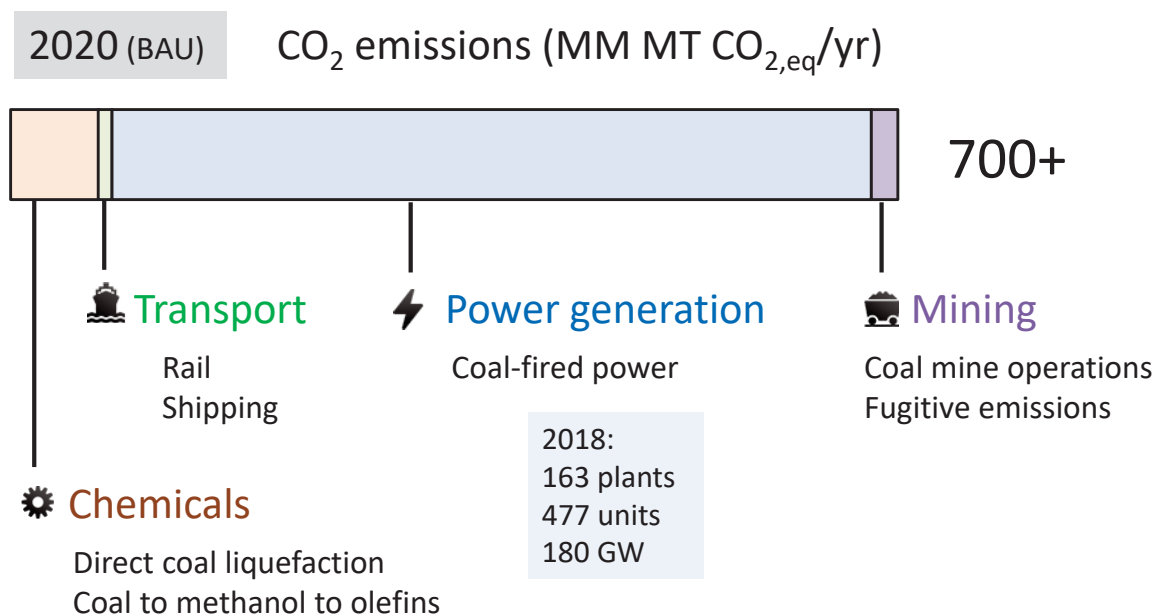 2020 (BAU)
CO₂ emissions (MM MT CO₂,eq/yr)
700+
Transport
Rail
Shipping
Power generation
Coal-fired power
2018:
163 plants
477 units
180 GW
Mining
Coal mine operations
Fugitive emissions
Chemicals
Direct coal liquefaction
Coal to methanol to olefins